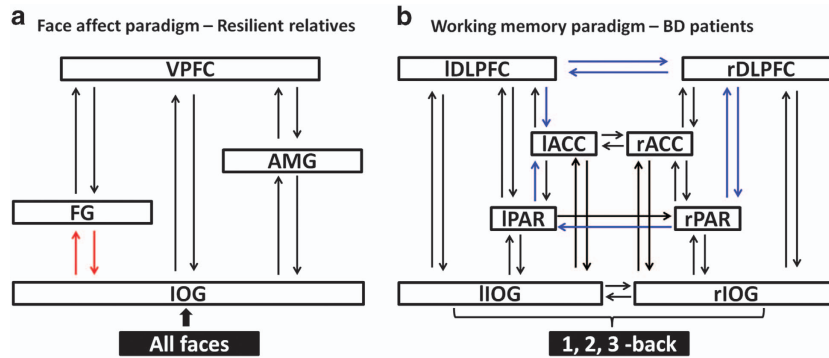 a
Face affect paradigm – Resilient relatives
VPFC
AMG
FG
IOG
All faces
b
Working memory paradigm – BD patients
lDLPFC
rDLPFC
lACC
rACC
lPAR
rPAR
lIOG
rIOG
1, 2, 3 -back